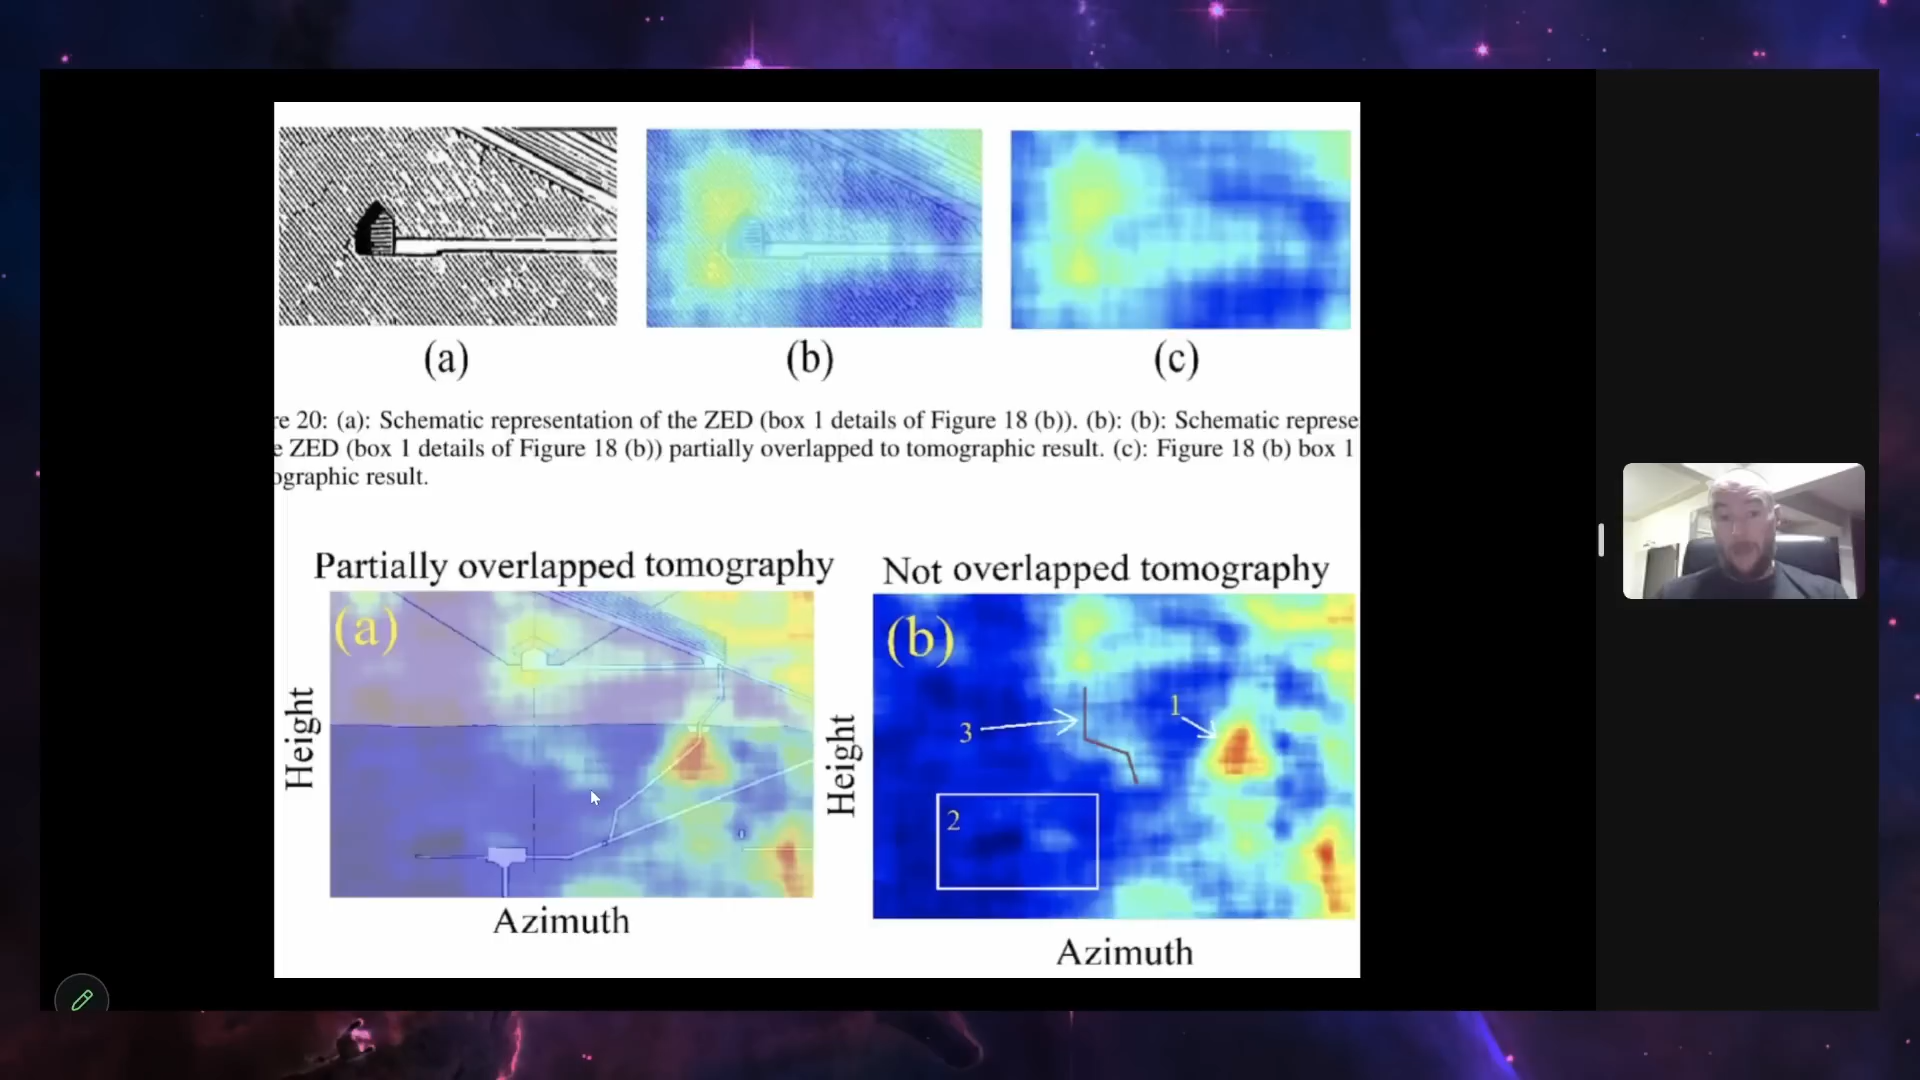 (a) (b) (c)
re 20: (a): Schematic representation of the ZED (box 1 details of Figure 18 (b)). (b): (b): Schematic represe
e ZED (box 1 details of Figure 18 (b)) partially overlapped to tomographic result. (c): Figure 18 (b) box 1
ographic result.
Partially overlapped tomography
(a)
Height
Azimuth
Not overlapped tomography
(b)
3
1
2
Height
Azimuth